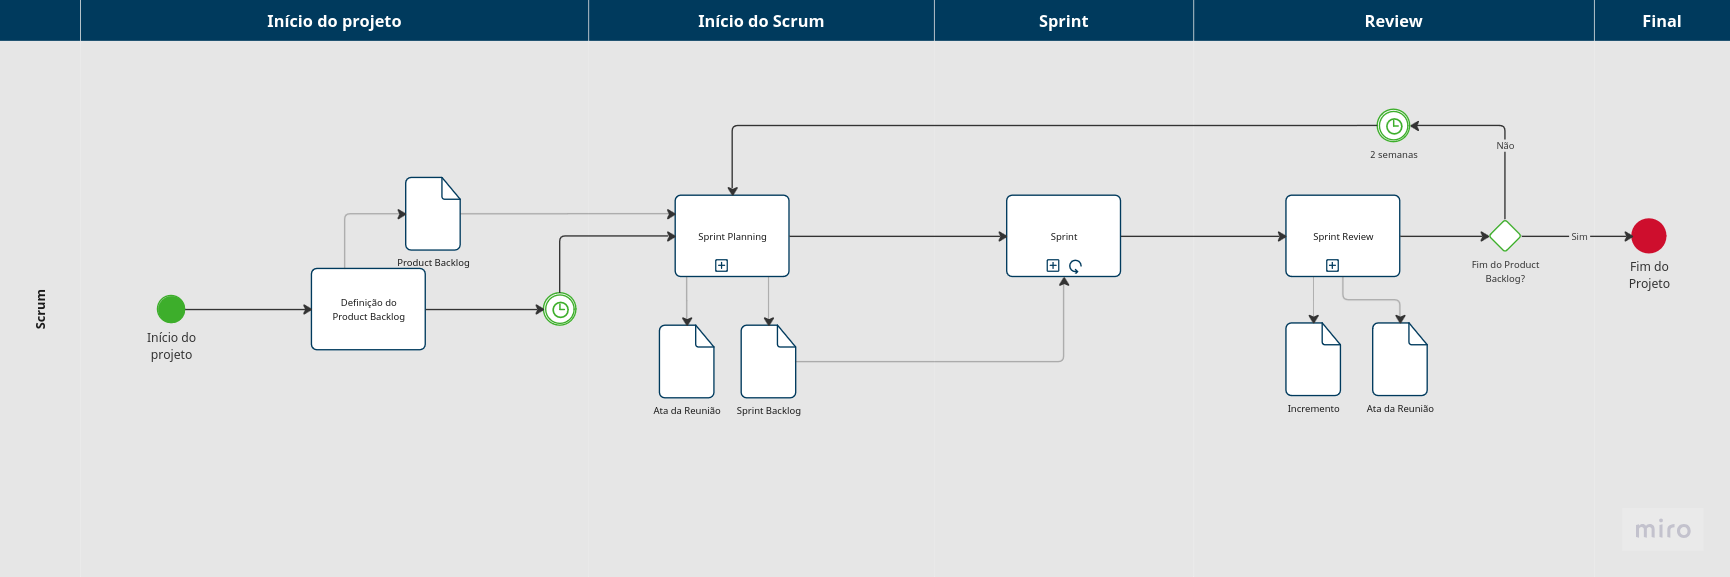 Início do projeto
Início do Scrum
Sprint
Review
Final
Scrum
Início do
projeto
Definição do
Product Backlog
Product Backlog
Sprint Planning
Ata da Reunião
Sprint Backlog
Sprint
Sprint Review
Incremento
Ata da Reunião
2 semanas
Não
Fim do Product
Backlog?
Sim
Fim do
Projeto
miro